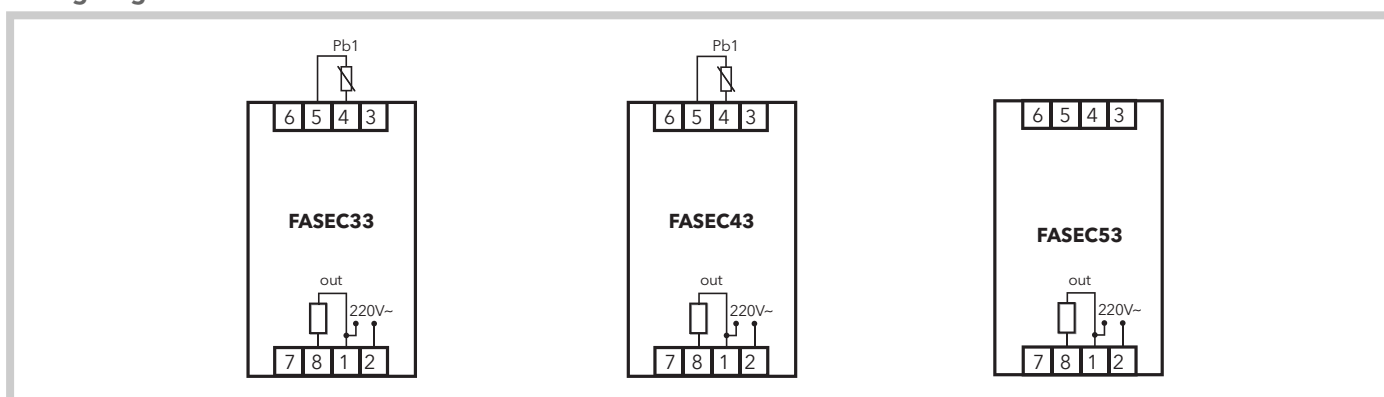 Pb1 Pb1
6 5 4 3 6 5 4 3 6 5 4 3
FASEC33 FASEC43 FASEC53
out out out
220V~ 220V~ 220V~
7 8 1 2 7 8 1 2 7 8 1 2